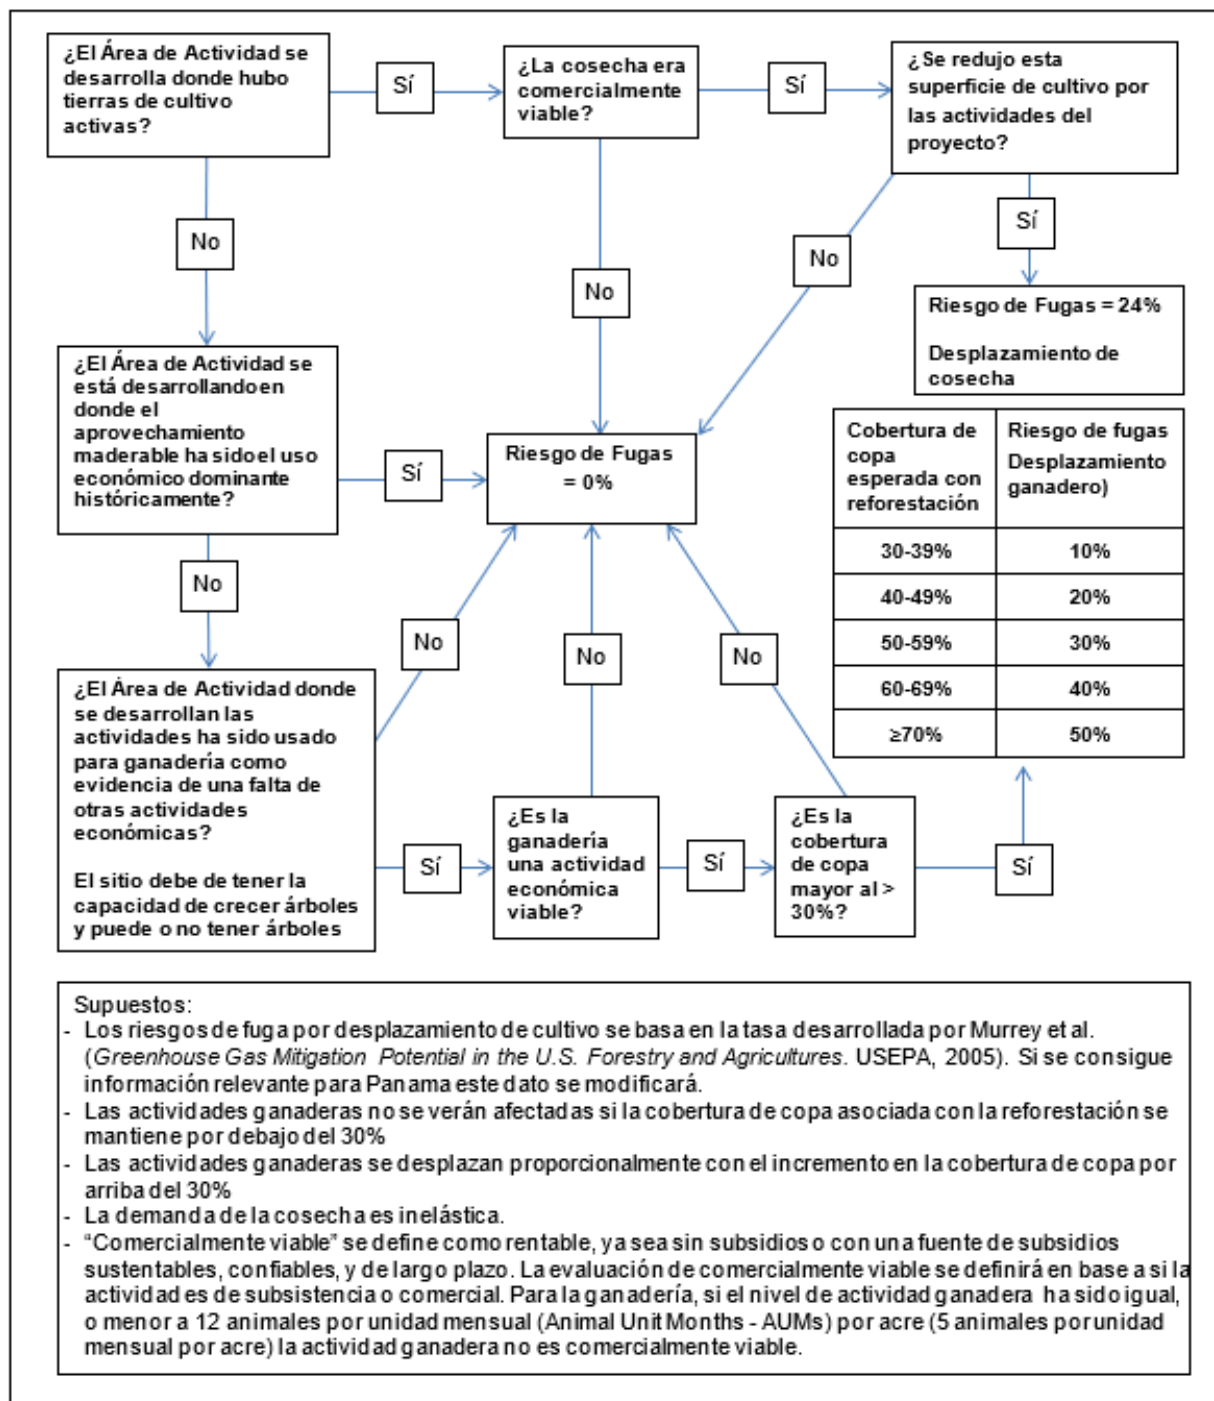 ¿El Área de Actividad se
desarrolla donde hubo
tierras de cultivo
activas?
Sí
¿La cosecha era
comercialmente
viable?
Sí
¿Se redujo esta
superficie de cultivo por
las actividades del
proyecto?
No
No
No
Sí
Riesgo de Fugas = 24%
Desplazamiento de
cosecha
¿El Área de Actividad se
está desarrollando en
donde el
aprovechamiento
maderable ha sido el uso
económico dominante
históricamente?
Sí
Riesgo de Fugas
= 0%
Cobertura de
copa
esperada con
reforestación
Riesgo de fugas
Desplazamiento
ganadero)
30-39%
10%
40-49%
20%
50-59%
30%
60-69%
40%
≥70%
50%
No
No
No
No
¿El Área de Actividad donde
se desarrollan las
actividades ha sido usado
para ganadería como
evidencia de una falta de
otras actividades
económicas?
El sitio debe de tener la
capacidad de crecer árboles
y puede o no tener árboles
Sí
¿Es la
ganadería
una actividad
económica
viable?
Sí
¿Es la
cobertura
de copa
mayor al >
30%?
Sí
Supuestos:
- Los riesgos de fuga por desplazamiento de cultivo se basa en la tasa desarrollada por Murrey et al.
(Greenhouse Gas Mitigation Potential in the U.S. Forestry and Agricultures. USEPA, 2005). Si se consigue
información relevante para Panama este dato se modificará.
- Las actividades ganaderas no se verán afectadas si la cobertura de copa asociada con la reforestación se
mantiene por debajo del 30%
- Las actividades ganaderas se desplazan proporcionalmente con el incremento en la cobertura de copa por
arriba del 30%
- La demanda de la cosecha es inelástica.
- “Comercialmente viable” se define como rentable, ya sea sin subsidios o con una fuente de subsidios
sustentables, confiables, y de largo plazo. La evaluación de comercialmente viable se definirá en base a si la
actividad es de subsistencia o comercial. Para la ganadería, si el nivel de actividad ganadera ha sido igual,
o menor a 12 animales por unidad mensual (Animal Unit Months - AUMs) por acre (5 animales por unidad
mensual por acre) la actividad ganadera no es comercialmente viable.